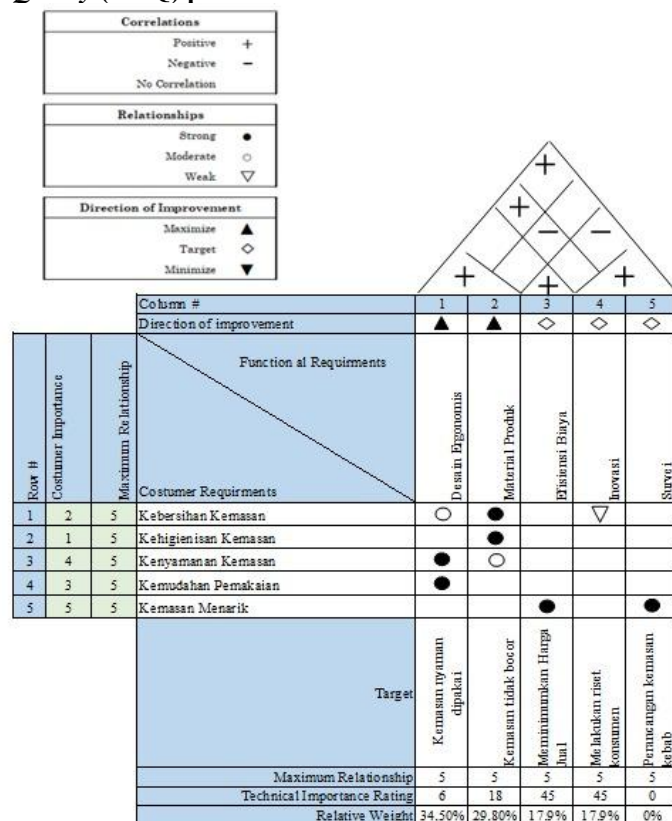 Correlations
Positive +
Negative −
No Correlation
Relationships
Strong ●
Moderate ○
Weak ▽
Direction of Improvement
Maximize ▲
Target ◇
Minimize ▼
+
+
+
− −
+ + +
Column # 1 2 3 4 5
Direction of improvement ▲ ▲ ◇ ◇ ◇
Row #
Costumer Importance
Maximum Relationship
Function al Requirments
Costumer Requirments
Desain Ergonomis
Material Produk
Efisiensi Biaya
Inovasi
Survei
1 2 5 Kebersihan Kemasan ○ ● ▽
2 1 5 Kehigienisan Kemasan ●
3 4 5 Kenyamanan Kemasan ● ○
4 3 5 Kemudahan Pemakaian ●
5 5 5 Kemasan Menarik ● ●
Target
Kemasan nyaman
dipakai
Kemasan tidak bocor
Meminimumkan Harga
Jual
Melakukan riset
konsumen
Perancangan kemasan
kebab
Maximum Relationship 5 5 5 5 5
Technical Importance Rating 6 18 45 45 0
Relative Weight 34.50% 29.80% 17.9% 17.9% 0%